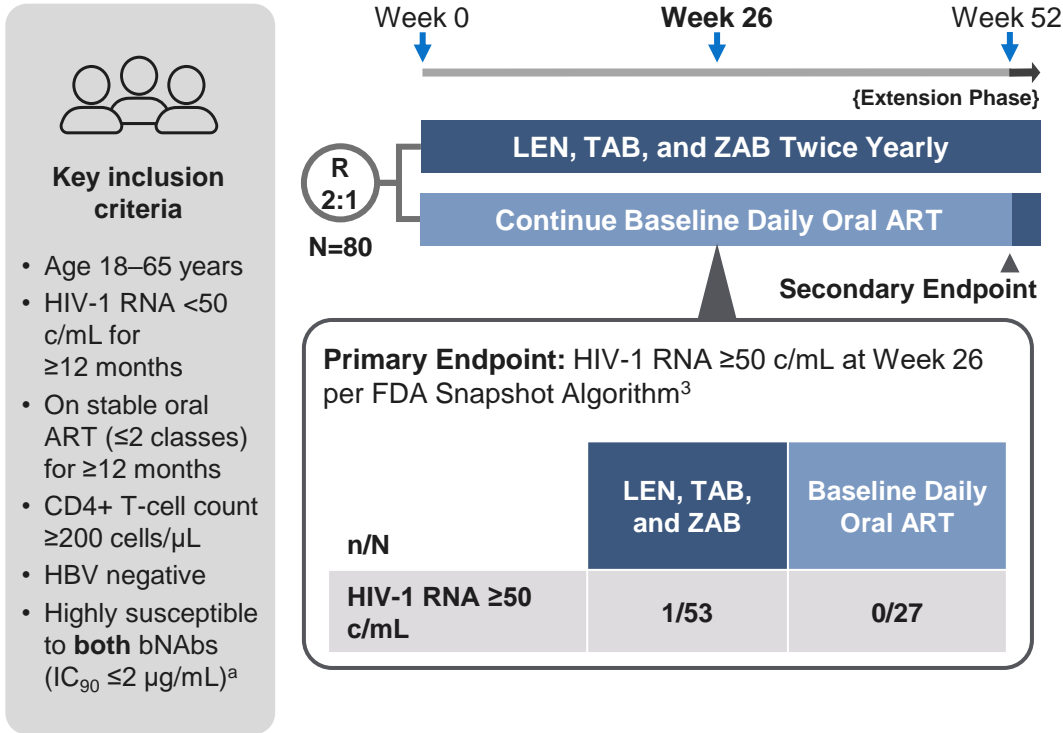 Key inclusion
criteria
• Age 18–65 years
• HIV-1 RNA <50
c/mL for
≥12 months
• On stable oral
ART (≤2 classes)
for ≥12 months
• CD4+ T-cell count
≥200 cells/μL
• HBV negative
• Highly susceptible
to both bNAbs
(IC90 ≤2 μg/mL)a
Week 0 Week 26 Week 52
{Extension Phase}
R
2:1
N=80
LEN, TAB, and ZAB Twice Yearly
Continue Baseline Daily Oral ART
Secondary Endpoint
Primary Endpoint: HIV-1 RNA ≥50 c/mL at Week 26
per FDA Snapshot Algorithm3
n/N
LEN, TAB,
and ZAB
Baseline Daily
Oral ART
HIV-1 RNA ≥50
c/mL
1/53
0/27